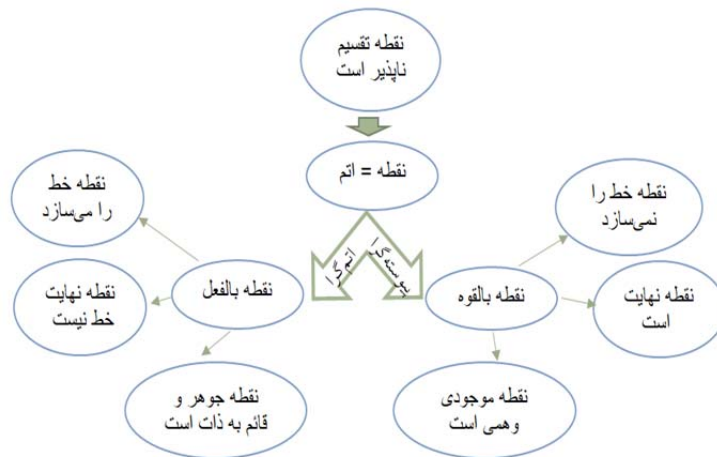 نقطه تقسیم
ناپذیر است
نقطه = اتم
پیوسته‌گرا
اتم‌گرا
نقطه خط را
نمی‌سازد
نقطه بالقوه
نقطه نهایت
است
نقطه موجودی
وهمی است
نقطه خط
را می‌سازد
نقطه بالفعل
نقطه نهایت
خط نیست
نقطه جوهر و
قائم به ذات است